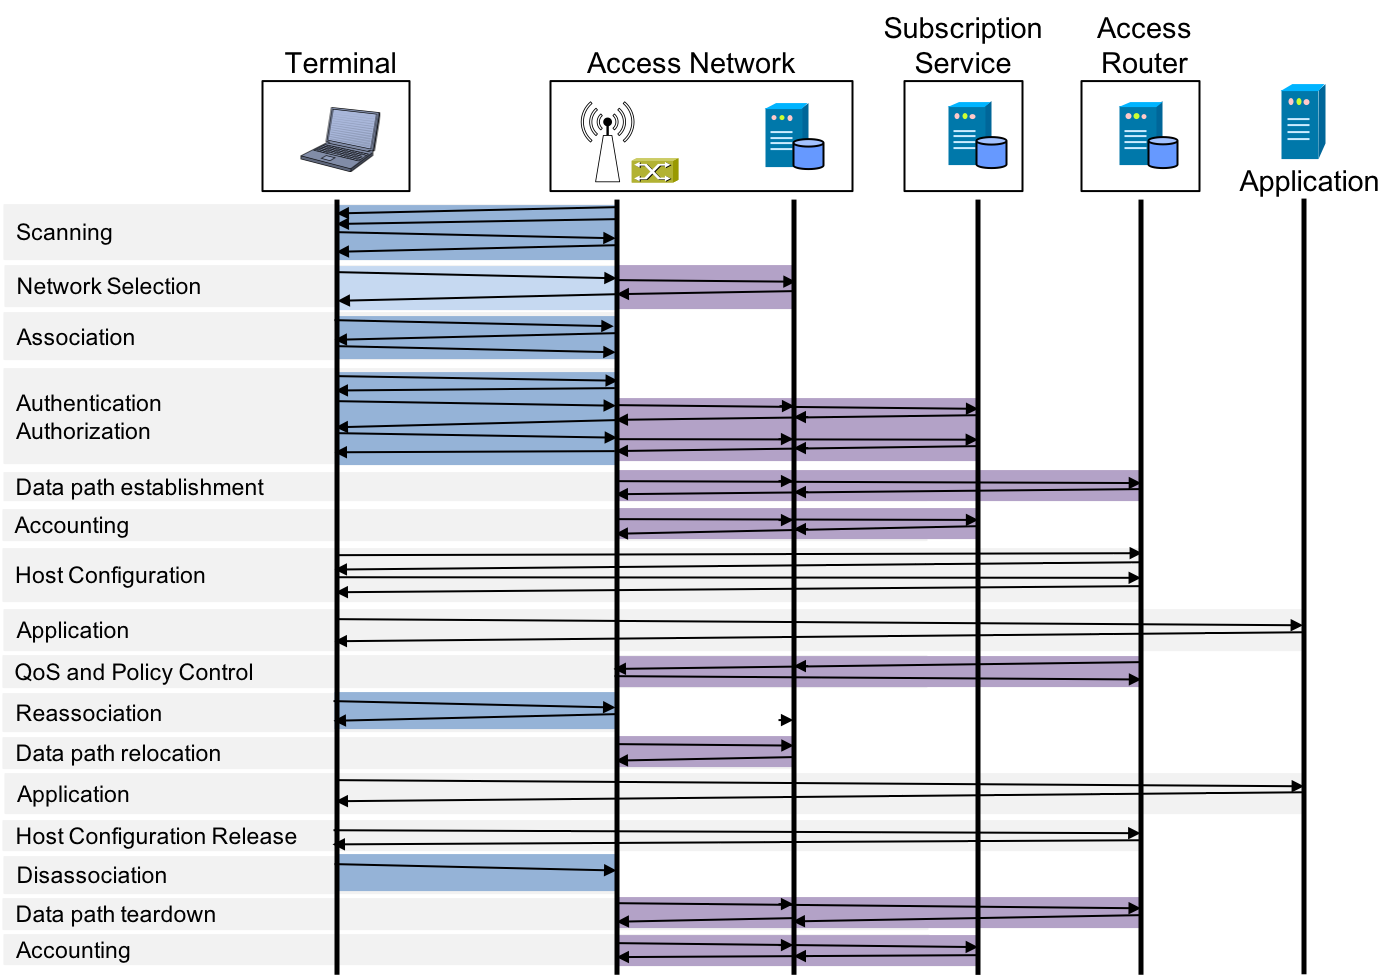 Subscription
Service
Access
Router
Terminal
Access Network
Application
Scanning
Network Selection
Association
Authentication
Authorization
Data path establishment
Accounting
Host Configuration
Application
QoS and Policy Control
Reassociation
Data path relocation
Application
Host Configuration Release
Disassociation
Data path teardown
Accounting